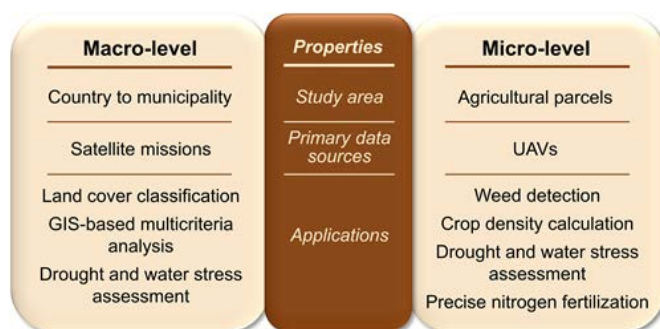 Macro-level
Properties
Micro-level
Country to municipality
Study area
Agricultural parcels
Satellite missions
Primary data
sources
UAVs
Land cover classification
GIS-based multicriteria
analysis
Drought and water stress
assessment
Applications
Weed detection
Crop density calculation
Drought and water stress
assessment
Precise nitrogen fertilization